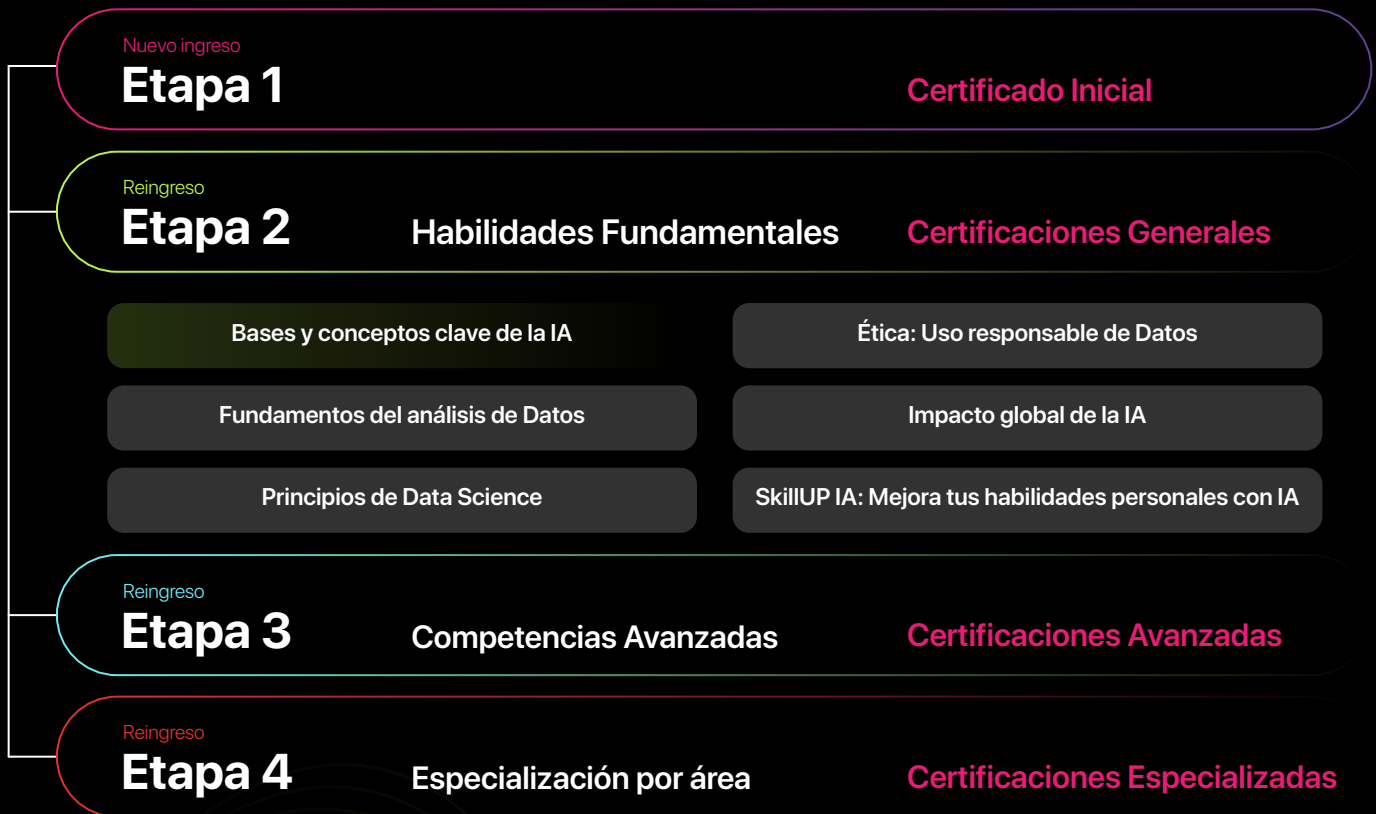 Nuevo ingreso
Etapa 1
Certificado Inicial
Reingreso
Etapa 2
Habilidades Fundamentales
Certificaciones Generales
Bases y conceptos clave de la IA
Ética: Uso responsable de Datos
Fundamentos del análisis de Datos
Impacto global de la IA
Principios de Data Science
SkillUP IA: Mejora tus habilidades personales con IA
Reingreso
Etapa 3
Competencias Avanzadas
Certificaciones Avanzadas
Reingreso
Etapa 4
Especialización por área
Certificaciones Especializadas